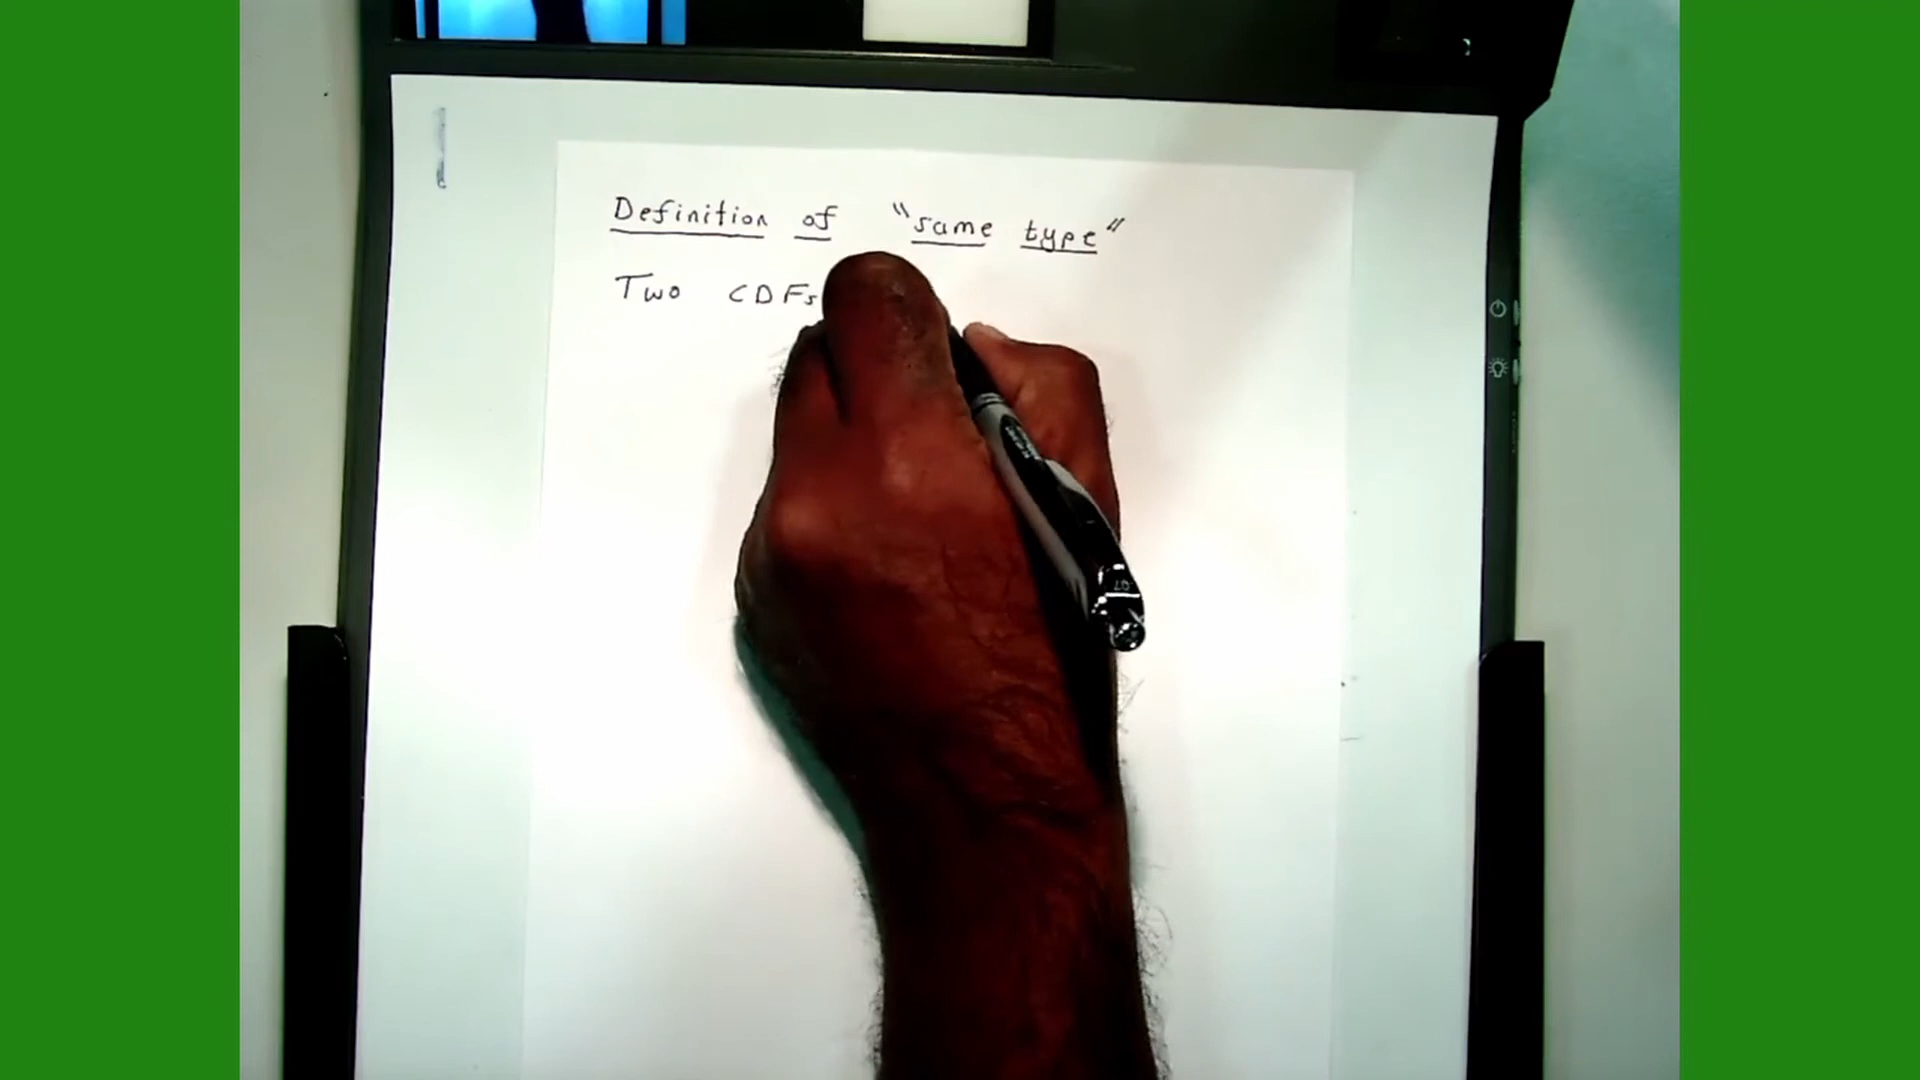 Definition of "same type"
Two CDFs